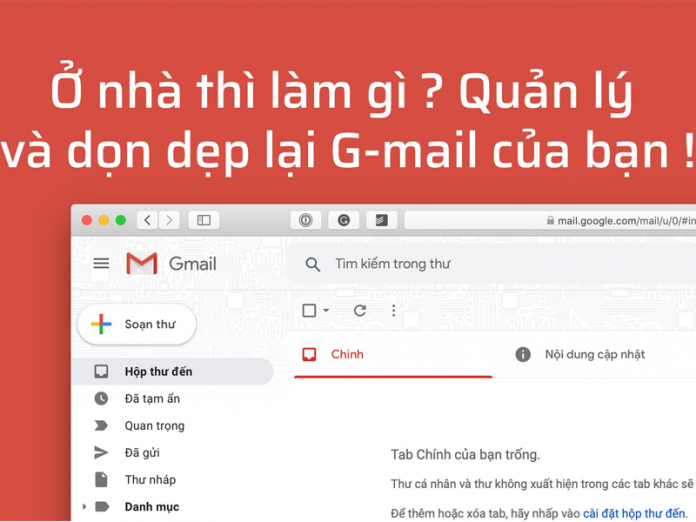 Ở nhà thì làm gì ? Quản lý
và dọn dẹp lại G-mail của bạn !
mail.google.com/mail/u/0/#in
Gmail
Tìm kiếm trong thư
Soạn thư
Chính
Nội dung cập nhật
Hộp thư đến
Đã tạm ẩn
Quan trọng
Đã gửi
Thư nháp
Danh mục
Tab Chính của bạn trống.
Thư cá nhân và thư không xuất hiện trong các tab khác sẽ
Để thêm hoặc xóa tab, hãy nhấp vào cài đặt hộp thư đến.